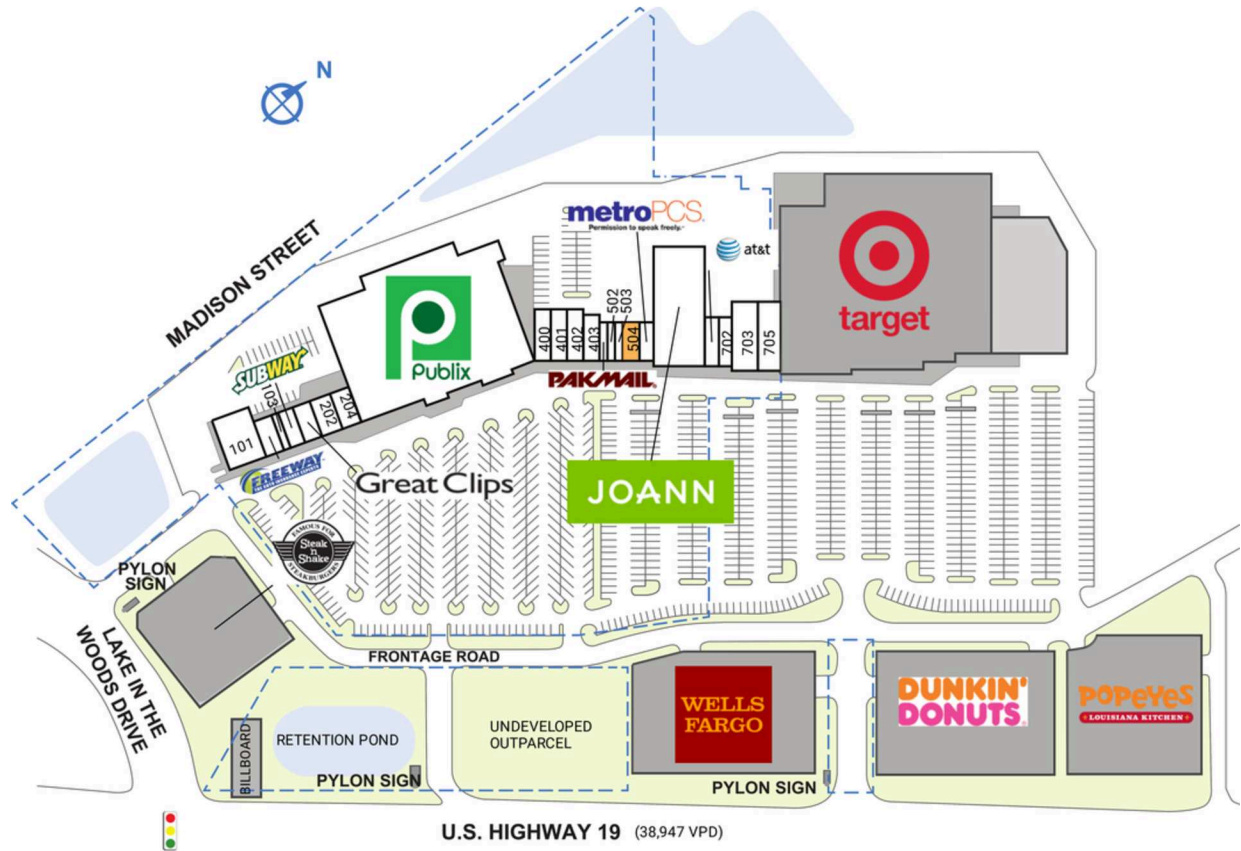 N
MADISON STREET
metroPCS.
Permission to speak freely.
at&t
target
Publix
SUBWAY
400
401
402
403
502
503
504
702
703
705
PAKMAIL
101
103
202
204
FREEWAY
Great Clips
JOANN
FAMOUS FOR
Steak
'n
Shake
STEAKBURGERS
PYLON
SIGN
LAKE IN THE
WOODS DRIVE
FRONTAGE ROAD
BILLBOARD
RETENTION POND
PYLON SIGN
UNDEVELOPED
OUTPARCEL
WELLS
FARGO
PYLON SIGN
DUNKIN'
DONUTS
POPEYES
LOUISIANA KITCHEN
U.S. HIGHWAY 19 (38,947 VPD)